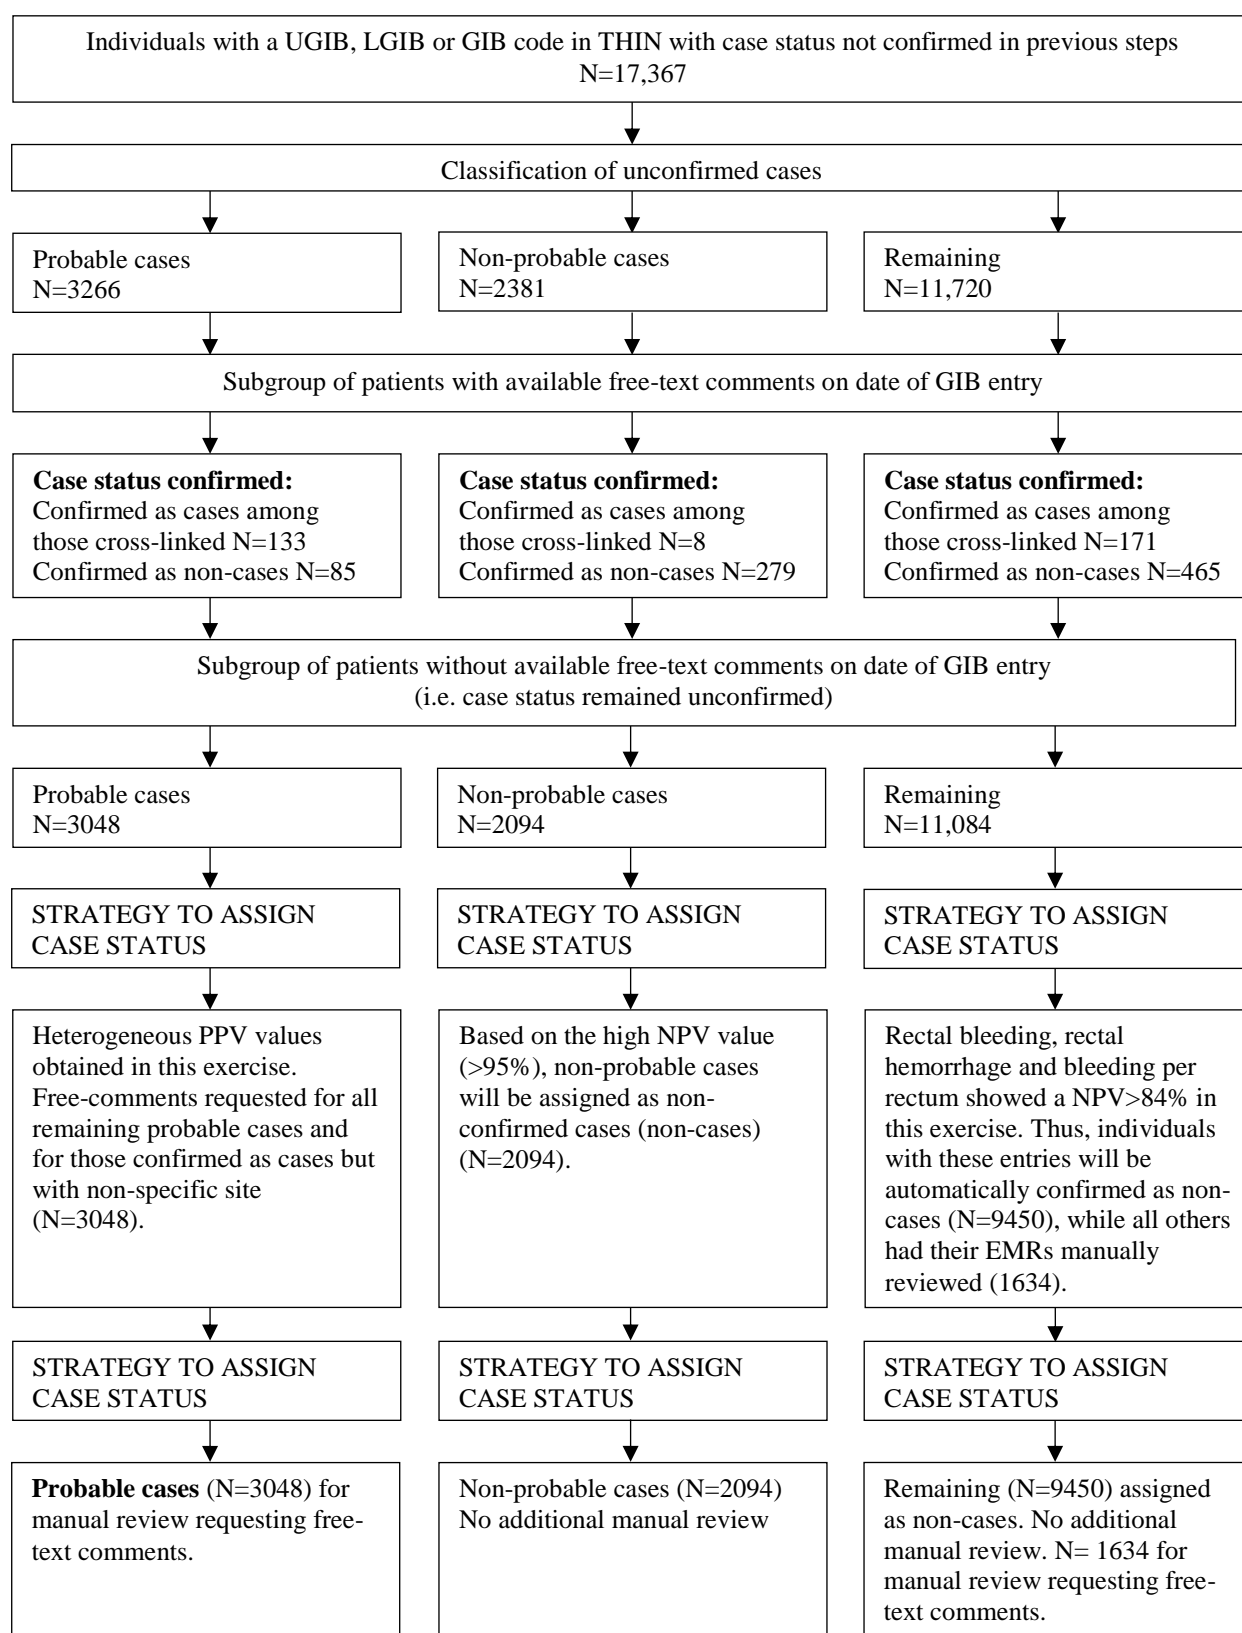 Individuals with a UGIB, LGIB or GIB code in THIN with case status not confirmed in previous steps
N=17,367
Classification of unconfirmed cases
Probable cases
N=3266
Non-probable cases
N=2381
Remaining
N=11,720
Subgroup of patients with available free-text comments on date of GIB entry
Case status confirmed:
Confirmed as cases among
those cross-linked N=133
Confirmed as non-cases N=85
Case status confirmed:
Confirmed as cases among
those cross-linked N=8
Confirmed as non-cases N=279
Case status confirmed:
Confirmed as cases among
those cross-linked N=171
Confirmed as non-cases N=465
Subgroup of patients without available free-text comments on date of GIB entry
(i.e. case status remained unconfirmed)
Probable cases
N=3048
Non-probable cases
N=2094
Remaining
N=11,084
STRATEGY TO ASSIGN
CASE STATUS
STRATEGY TO ASSIGN
CASE STATUS
STRATEGY TO ASSIGN
CASE STATUS
Heterogeneous PPV values
obtained in this exercise.
Free-comments requested for all
remaining probable cases and
for those confirmed as cases but
with non-specific site
(N=3048).
Based on the high NPV value
(>95%), non-probable cases
will be assigned as non-
confirmed cases (non-cases)
(N=2094).
Rectal bleeding, rectal
hemorrhage and bleeding per
rectum showed a NPV>84% in
this exercise. Thus, individuals
with these entries will be
automatically confirmed as non-
cases (N=9450), while all others
had their EMRs manually
reviewed (1634).
STRATEGY TO ASSIGN
CASE STATUS
STRATEGY TO ASSIGN
CASE STATUS
STRATEGY TO ASSIGN
CASE STATUS
Probable cases (N=3048) for
manual review requesting free-
text comments.
Non-probable cases (N=2094)
No additional manual review
Remaining (N=9450) assigned
as non-cases. No additional
manual review. N= 1634 for
manual review requesting free-
text comments.